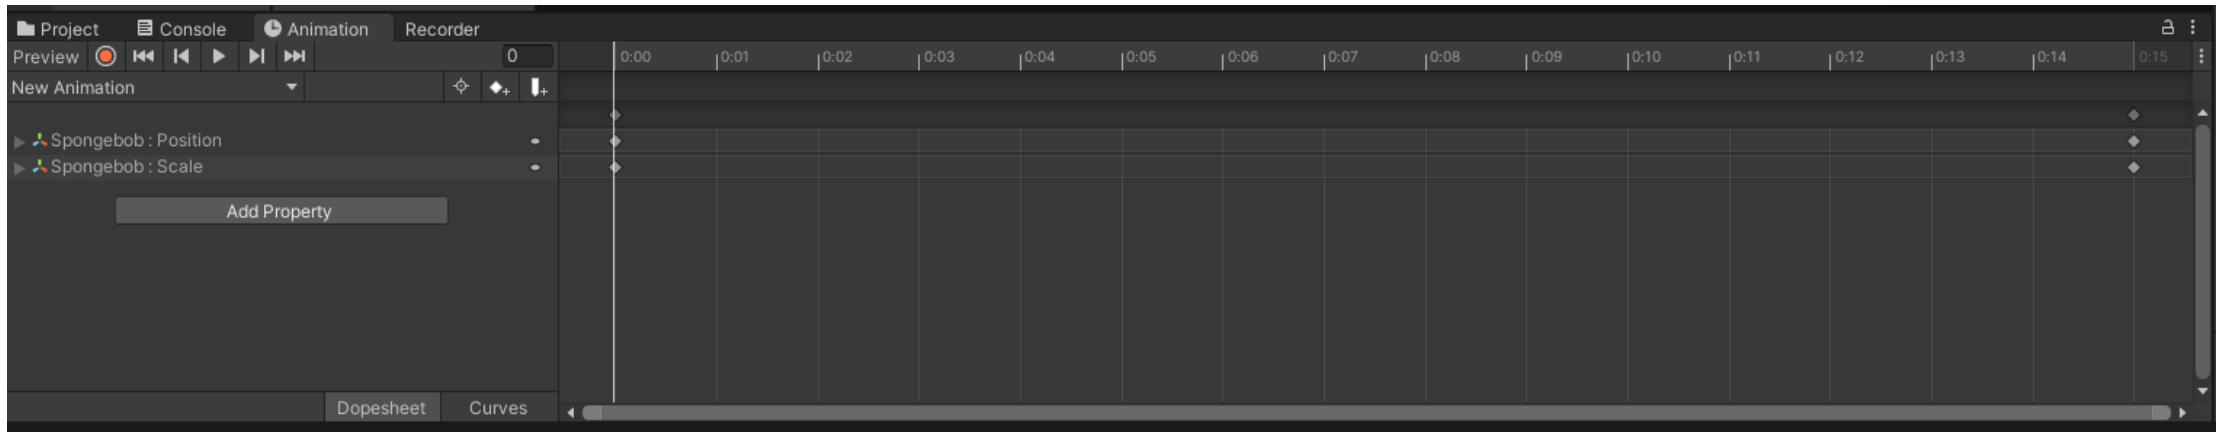 Project Console Animation Recorder
Preview 0 0:00 0:01 0:02 0:03 0:04 0:05 0:06 0:07 0:08 0:09 0:10 0:11 0:12 0:13 0:14 0:15
New Animation
Spongebob : Position
Spongebob : Scale
Add Property
Dopesheet Curves